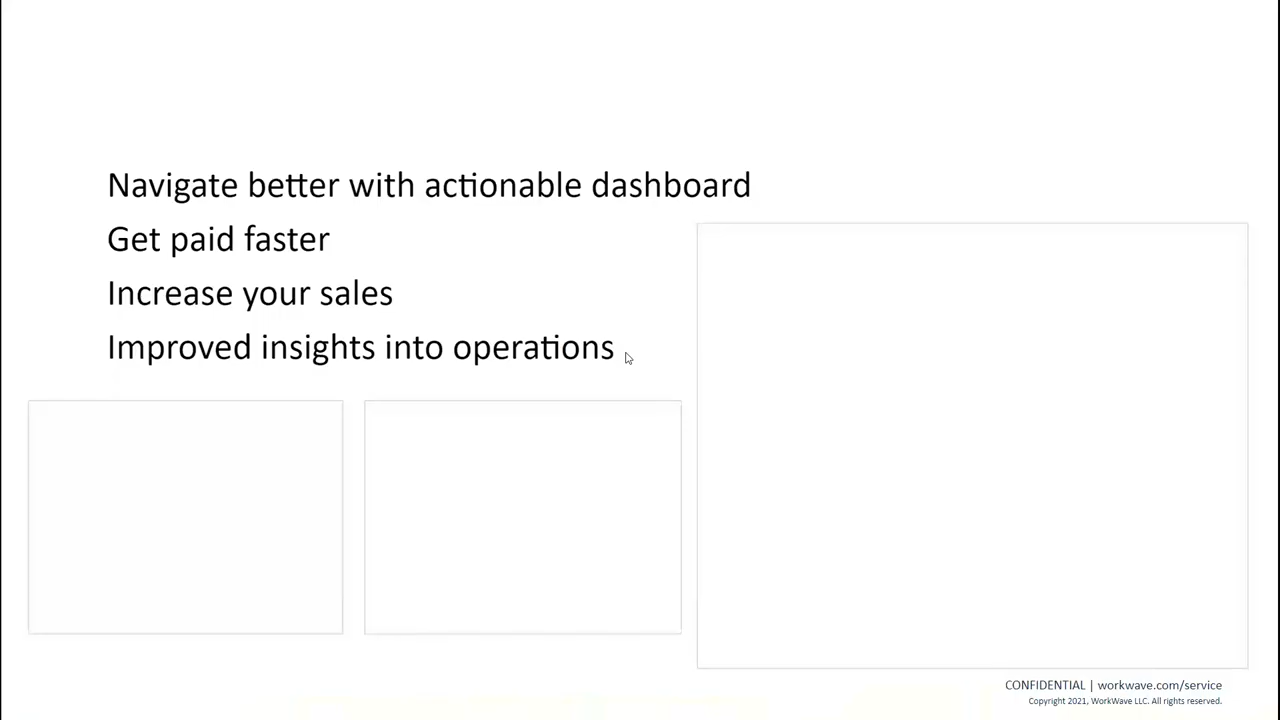 Navigate better with actionable dashboard
Get paid faster
Increase your sales
Improved insights into operations
CONFIDENTIAL | workwave.com/service
Copyright 2021, WorkWave LLC. All rights reserved.